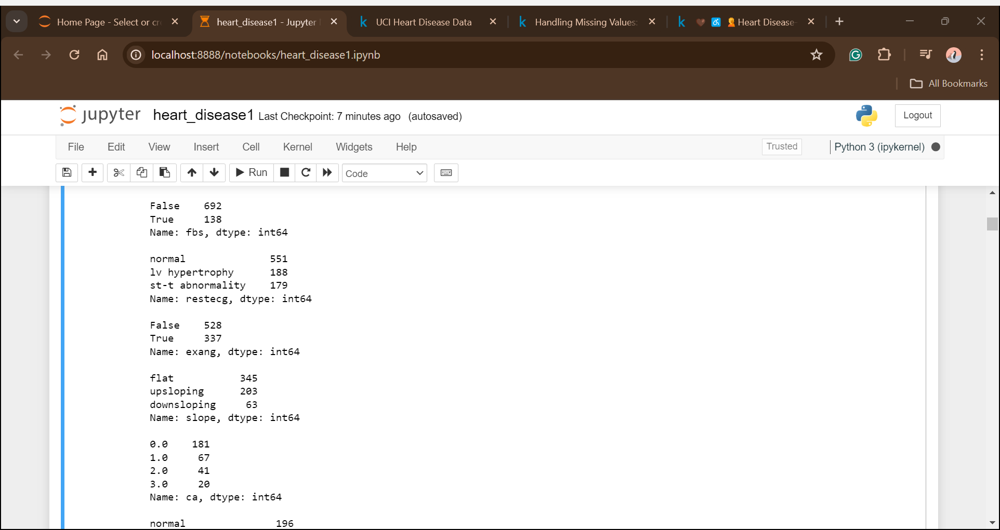 Home Page - Select or cr
heart_disease1 - Jupyter
UCI Heart Disease Data
Handling Missing Values:
Heart Disease-
localhost:8888/notebooks/heart_disease1.ipynb
All Bookmarks
jupyter heart_disease1 Last Checkpoint: 7 minutes ago (autosaved)
Logout
File Edit View Insert Cell Kernel Widgets Help
Trusted
Python 3 (ipykernel)
Run
Code
False    692
True     138
Name: fbs, dtype: int64
normal              551
lv hypertrophy      188
st-t abnormality    179
Name: restecg, dtype: int64
False    528
True     337
Name: exang, dtype: int64
flat           345
upsloping      203
downsloping     63
Name: slope, dtype: int64
0.0    181
1.0     67
2.0     41
3.0     20
Name: ca, dtype: int64
normal               196